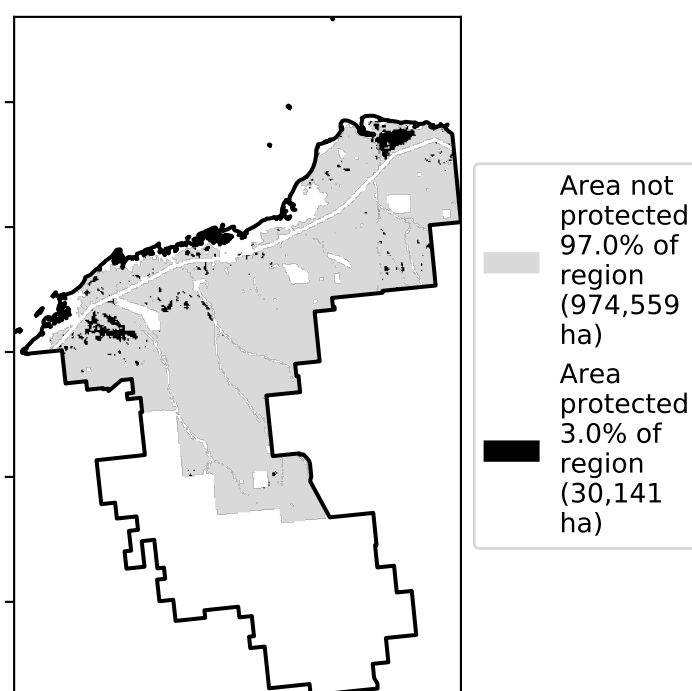 Area not
protected
97.0% of
region
(974,559
ha)
Area
protected
3.0% of
region
(30,141
ha)